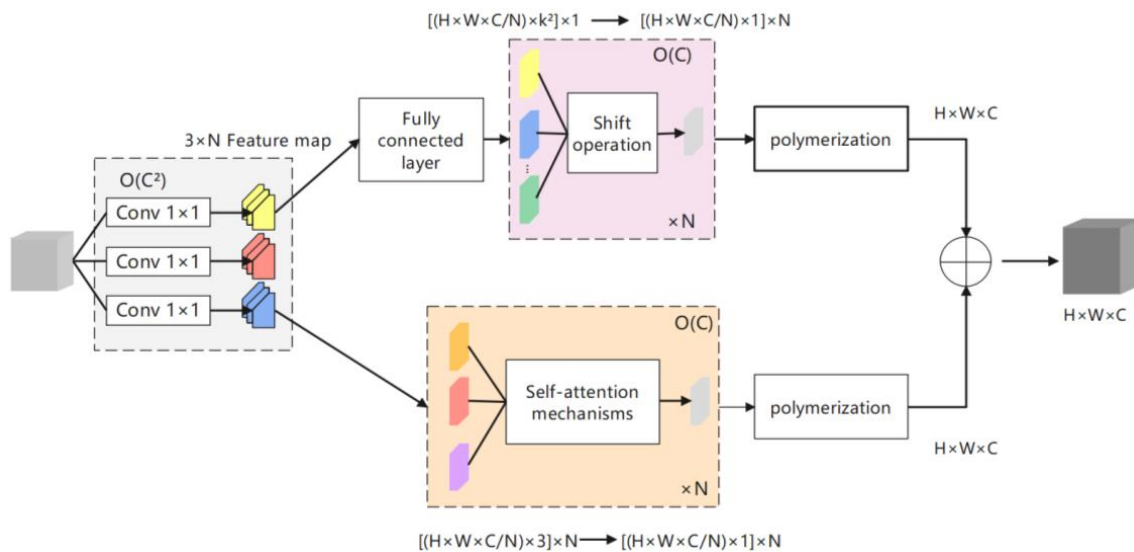 [(H×W×C/N)×k²]×1 → [(H×W×C/N)×1]×N
O(C)
3×N Feature map
Fully
connected
layer
Shift
operation
...
×N
polymerization
H×W×C
O(C²)
Conv 1×1
Conv 1×1
Conv 1×1
H×W×C
O(C)
Self-attention
mechanisms
×N
polymerization
H×W×C
[(H×W×C/N)×3]×N → [(H×W×C/N)×1]×N